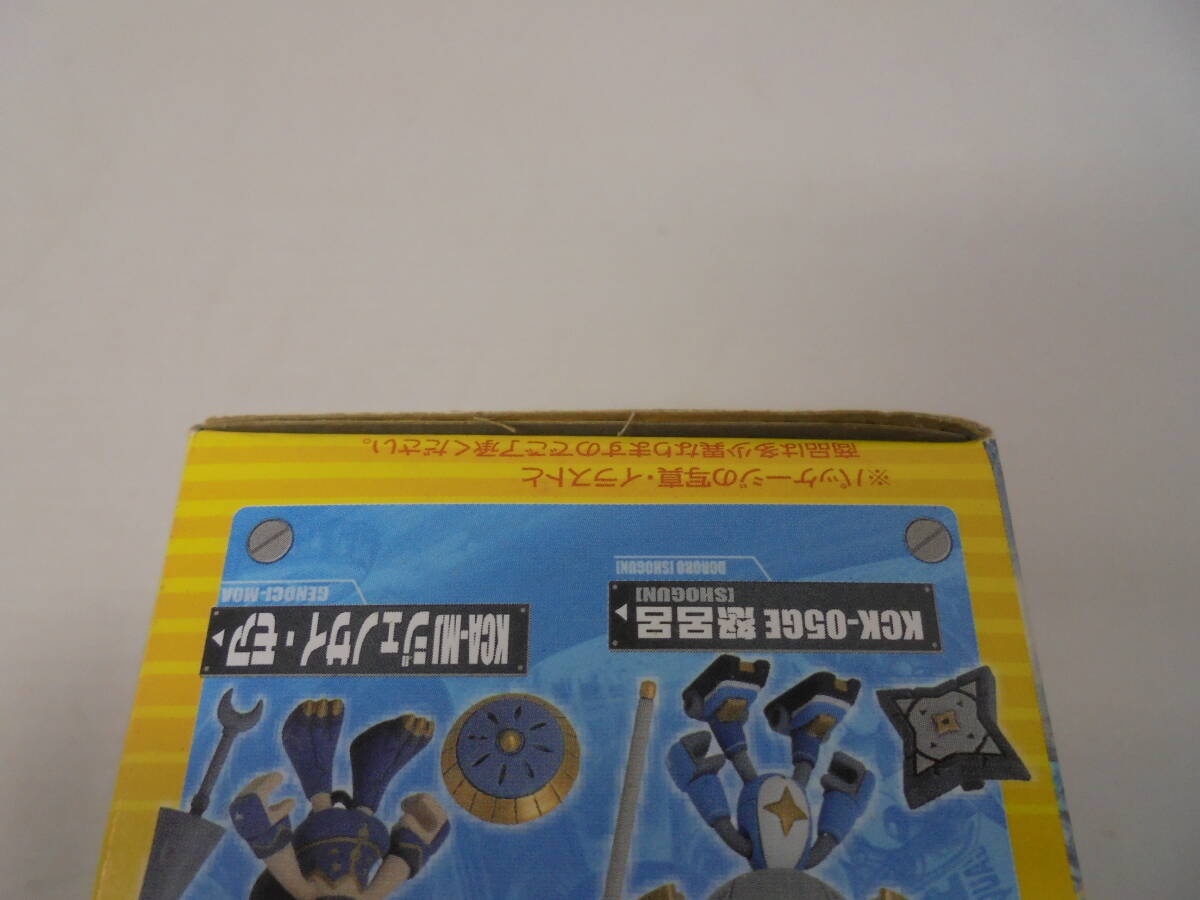 KCK-05GE 怒呂呂
[SHOGUN]
DORORO [SHOGUN]
KCA-MJ ジェノサイ・モア
GENOCI-MOA
※パッケージの写真・イラストと
商品は多少異なりますのでご了承ください。